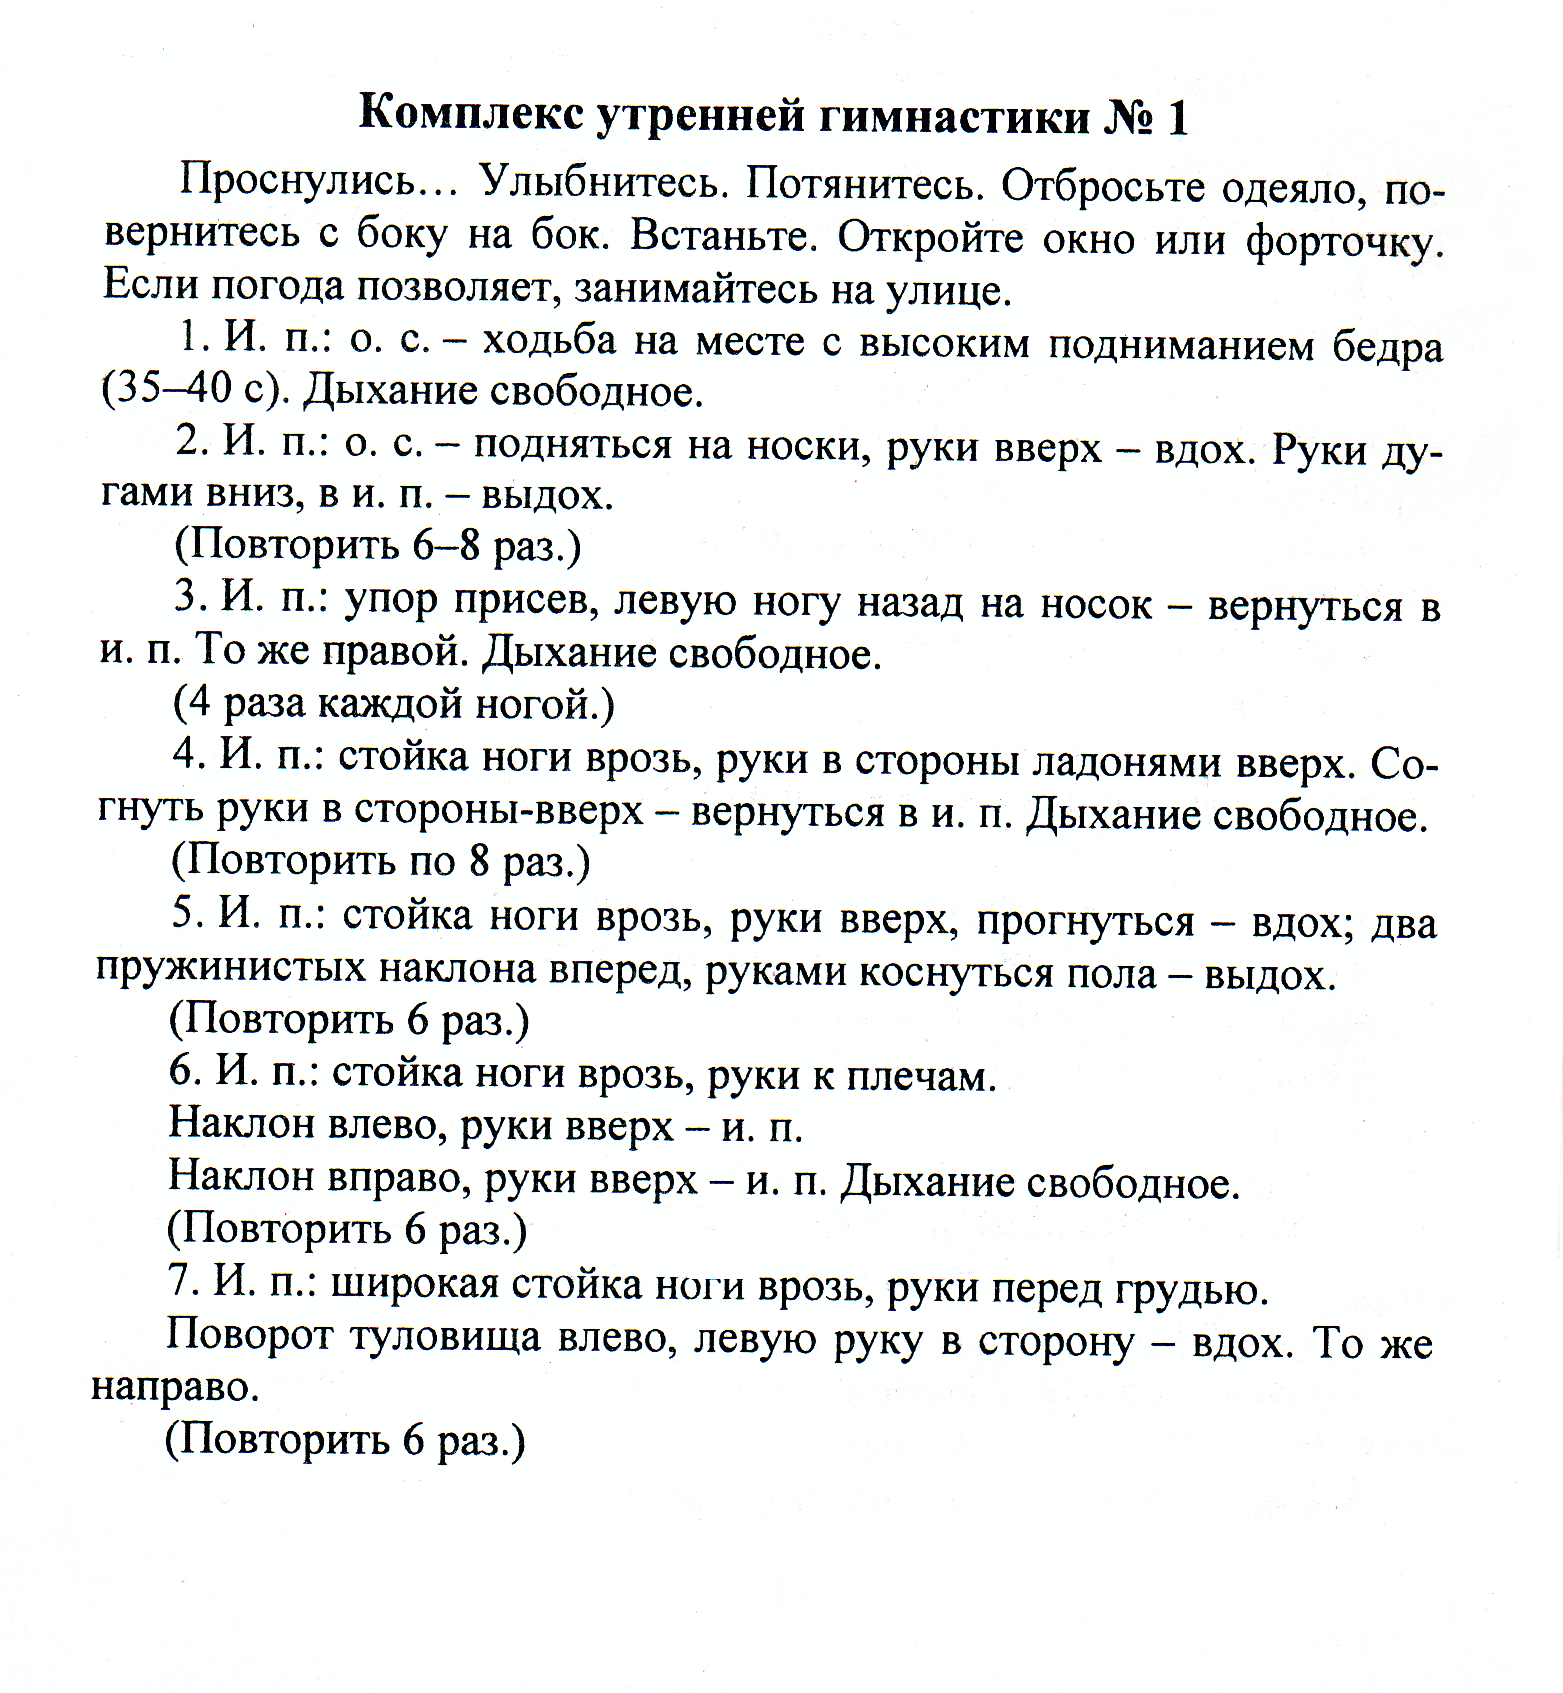 Комплекс утренней гимнастики № 1
Проснулись… Улыбнитесь. Потянитесь. Отбросьте одеяло, по-
вернитесь с боку на бок. Встаньте. Откройте окно или форточку.
Если погода позволяет, занимайтесь на улице.
1. И. п.: о. с. – ходьба на месте с высоким подниманием бедра
(35–40 с). Дыхание свободное.
2. И. п.: о. с. – подняться на носки, руки вверх – вдох. Руки ду-
гами вниз, в и. п. – выдох.
(Повторить 6–8 раз.)
3. И. п.: упор присев, левую ногу назад на носок – вернуться в
и. п. То же правой. Дыхание свободное.
(4 раза каждой ногой.)
4. И. п.: стойка ноги врозь, руки в стороны ладонями вверх. Со-
гнуть руки в стороны-вверх – вернуться в и. п. Дыхание свободное.
(Повторить по 8 раз.)
5. И. п.: стойка ноги врозь, руки вверх, прогнуться – вдох; два
пружинистых наклона вперед, руками коснуться пола – выдох.
(Повторить 6 раз.)
6. И. п.: стойка ноги врозь, руки к плечам.
Наклон влево, руки вверх – и. п.
Наклон вправо, руки вверх – и. п. Дыхание свободное.
(Повторить 6 раз.)
7. И. п.: широкая стойка ноги врозь, руки перед грудью.
Поворот туловища влево, левую руку в сторону – вдох. То же
направо.
(Повторить 6 раз.)